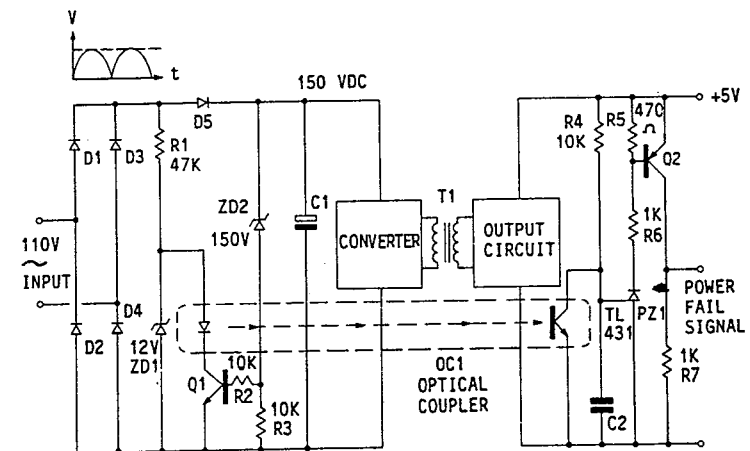 V
t
150 VDC
+5V
D5
470
Ω
R4
10K
R5
Q2
D1
D3
R1
47K
C1
T1
ZD2
150V
CONVERTER
OUTPUT
CIRCUIT
1K
R6
110V
~
INPUT
D4
D2
12V
ZD1
TL
431
PZ1
POWER
FAIL
SIGNAL
Q1
10K
R2
10K
R3
OC1
OPTICAL
COUPLER
C2
1K
R7